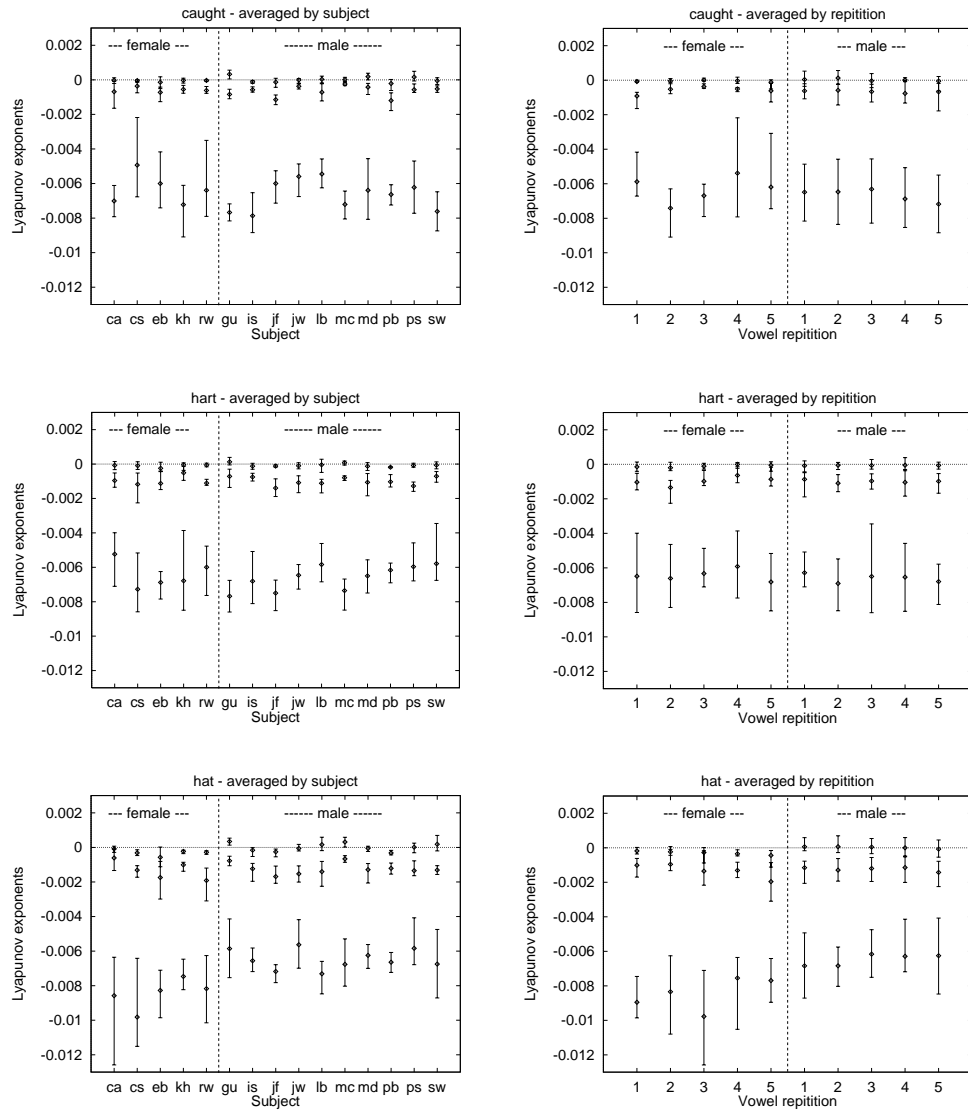 caught - averaged by subject
--- female --- ------ male ------
0.002
0
-0.002
-0.004
-0.006
-0.008
-0.01
-0.012
Lyapunov exponents
ca cs eb kh rw gu is jf jw lb mc md pb ps sw
Subject
caught - averaged by repitition
--- female --- --- male ---
0.002
0
-0.002
-0.004
-0.006
-0.008
-0.01
-0.012
Lyapunov exponents
1 2 3 4 5 1 2 3 4 5
Vowel repitition
hart - averaged by subject
--- female --- ------ male ------
0.002
0
-0.002
-0.004
-0.006
-0.008
-0.01
-0.012
Lyapunov exponents
ca cs eb kh rw gu is jf jw lb mc md pb ps sw
Subject
hart - averaged by repitition
--- female --- --- male ---
0.002
0
-0.002
-0.004
-0.006
-0.008
-0.01
-0.012
Lyapunov exponents
1 2 3 4 5 1 2 3 4 5
Vowel repitition
hat - averaged by subject
--- female --- ------ male ------
0.002
0
-0.002
-0.004
-0.006
-0.008
-0.01
-0.012
Lyapunov exponents
ca cs eb kh rw gu is jf jw lb mc md pb ps sw
Subject
hat - averaged by repitition
--- female --- --- male ---
0.002
0
-0.002
-0.004
-0.006
-0.008
-0.01
-0.012
Lyapunov exponents
1 2 3 4 5 1 2 3 4 5
Vowel repitition